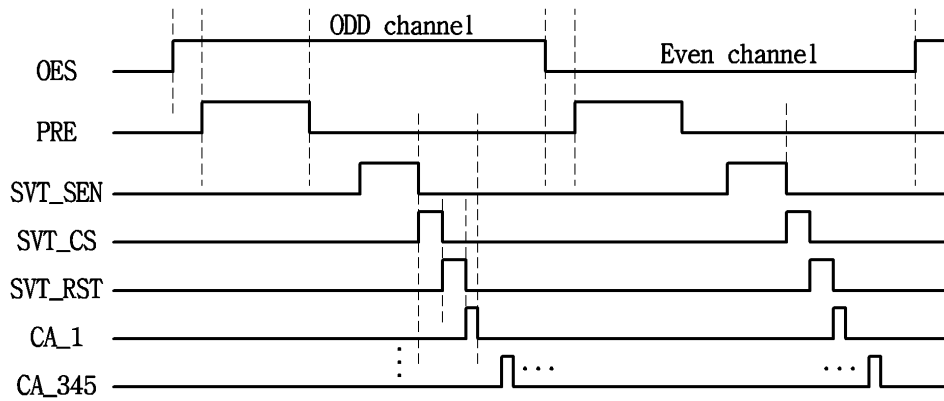 ODD channel
OES
Even channel
PRE
SVT_SEN
SVT_CS
SVT_RST
CA_1
CA_345